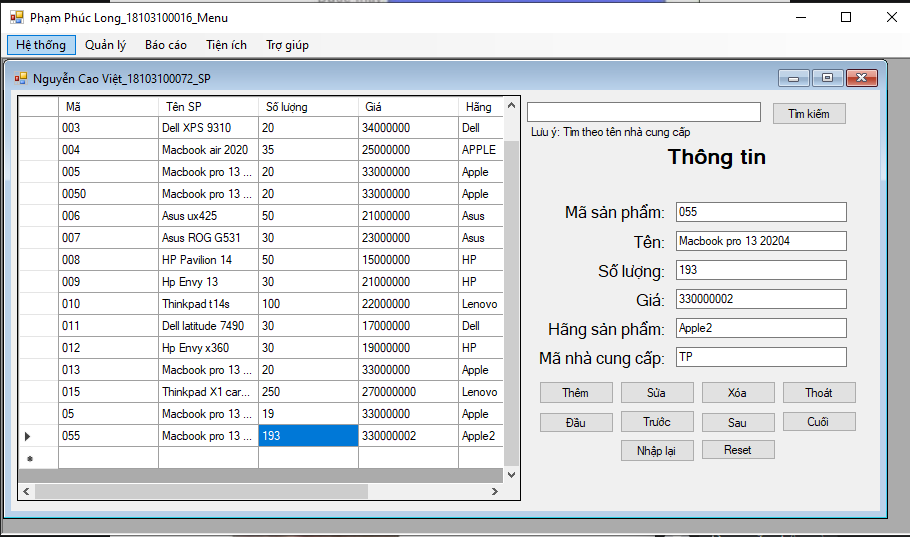 Phạm Phúc Long_18103100016_Menu
Hệ thống Quản lý Báo cáo Tiện ích Trợ giúp
Nguyễn Cao Việt_18103100072_SP
Mã Tên SP Số lượng Giá Hãng
003 Dell XPS 9310 20 34000000 Dell
004 Macbook air 2020 35 25000000 APPLE
005 Macbook pro 13 ... 20 33000000 Apple
0050 Macbook pro 13 ... 20 33000000 Apple
006 Asus ux425 50 21000000 Asus
007 Asus ROG G531 30 23000000 Asus
008 HP Pavilion 14 50 15000000 HP
009 Hp Envy 13 30 21000000 HP
010 Thinkpad t14s 100 22000000 Lenovo
011 Dell latitude 7490 30 17000000 Dell
012 Hp Envy x360 30 19000000 HP
013 Macbook pro 13 ... 20 33000000 Apple
015 Thinkpad X1 car... 250 270000000 Lenovo
05 Macbook pro 13 ... 19 33000000 Apple
055 Macbook pro 13 ... 193 330000002 Apple2
Tìm kiếm
Lưu ý: Tìm theo tên nhà cung cấp
Thông tin
Mã sản phẩm: 055
Tên: Macbook pro 13 20204
Số lượng: 193
Giá: 330000002
Hãng sản phẩm: Apple2
Mã nhà cung cấp: TP
Thêm Sửa Xóa Thoát
Đầu Trước Sau Cuối
Nhập lại Reset